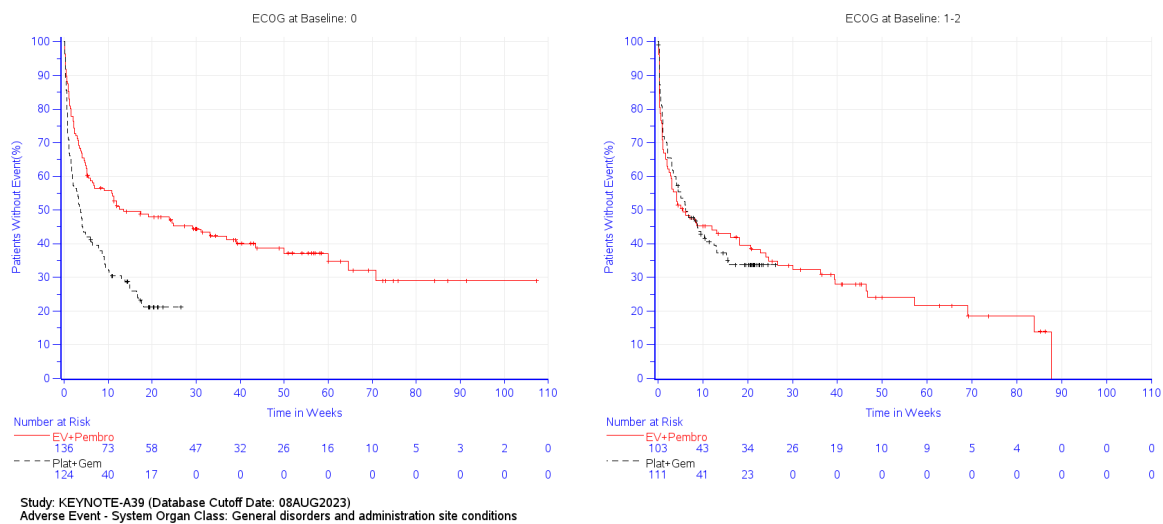 ECOG at Baseline: 0
100
90
80
70
60
50
40
30
20
10
0
Patients Without Event(%)
0 10 20 30 40 50 60 70 80 90 100 110
Time in Weeks
Number at Risk
EV+Pembro
136 73 58 47 32 26 16 10 5 3 2 0
Plat+Gem
124 40 17 0 0 0 0 0 0 0 0 0
ECOG at Baseline: 1-2
100
90
80
70
60
50
40
30
20
10
0
Patients Without Event(%)
0 10 20 30 40 50 60 70 80 90 100 110
Time in Weeks
Number at Risk
EV+Pembro
103 43 34 26 19 10 9 5 4 0 0 0
Plat+Gem
111 41 23 0 0 0 0 0 0 0 0 0
Study: KEYNOTE-A39 (Database Cutoff Date: 08AUG2023)
Adverse Event - System Organ Class: General disorders and administration site conditions